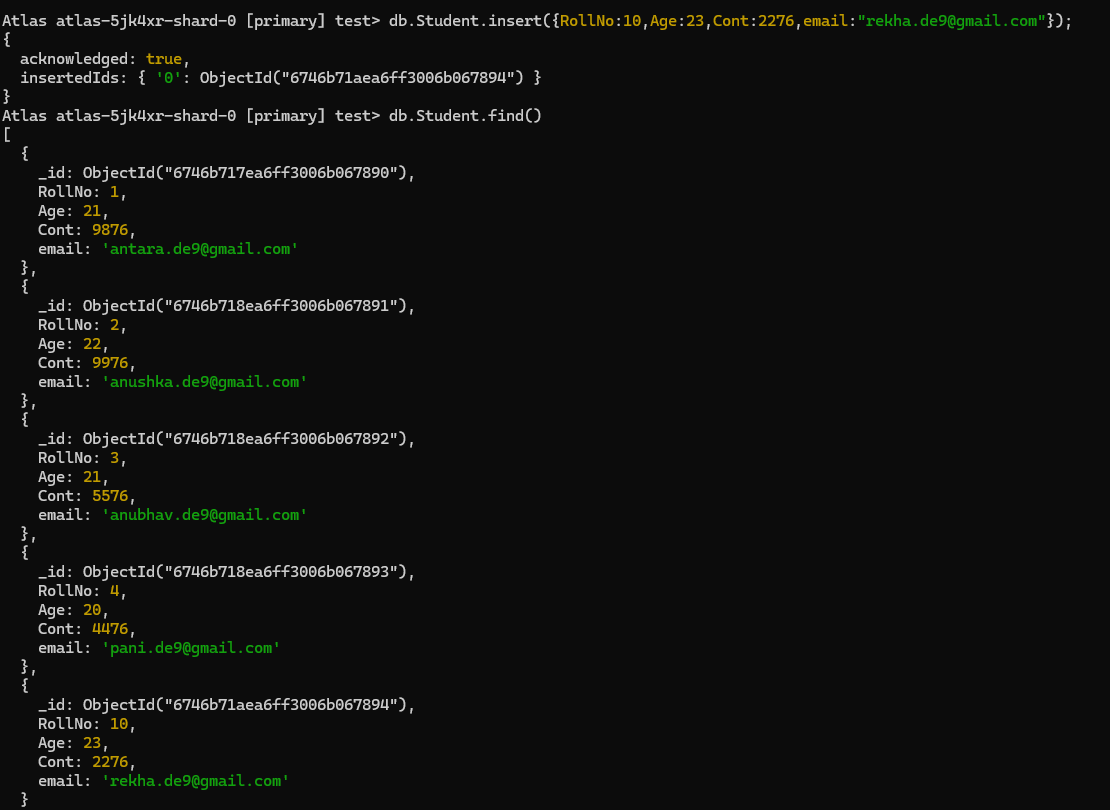 Atlas atlas-5jk4xr-shard-0 [primary] test> db.Student.insert({RollNo:10,Age:23,Cont:2276,email:"rekha.de9@gmail.com"});
{
  acknowledged: true,
  insertedIds: { '0': ObjectId("6746b71aea6ff3006b067894") }
}
Atlas atlas-5jk4xr-shard-0 [primary] test> db.Student.find()
[
  {
    _id: ObjectId("6746b717ea6ff3006b067890"),
    RollNo: 1,
    Age: 21,
    Cont: 9876,
    email: 'antara.de9@gmail.com'
  },
  {
    _id: ObjectId("6746b718ea6ff3006b067891"),
    RollNo: 2,
    Age: 22,
    Cont: 9976,
    email: 'anushka.de9@gmail.com'
  },
  {
    _id: ObjectId("6746b718ea6ff3006b067892"),
    RollNo: 3,
    Age: 21,
    Cont: 5576,
    email: 'anubhav.de9@gmail.com'
  },
  {
    _id: ObjectId("6746b718ea6ff3006b067893"),
    RollNo: 4,
    Age: 20,
    Cont: 4476,
    email: 'pani.de9@gmail.com'
  },
  {
    _id: ObjectId("6746b71aea6ff3006b067894"),
    RollNo: 10,
    Age: 23,
    Cont: 2276,
    email: 'rekha.de9@gmail.com'
  }